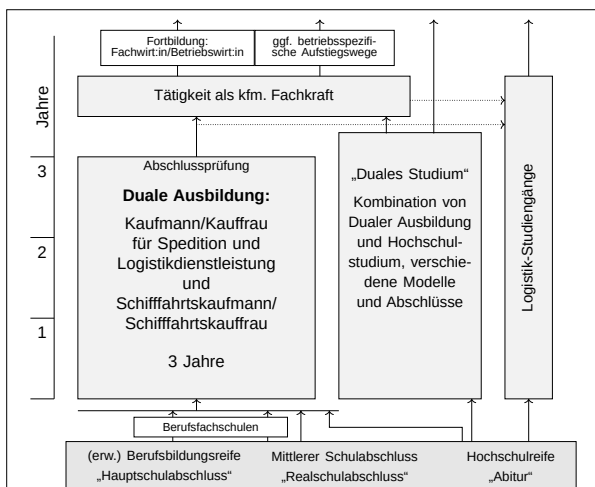 Fortbildung:
Fachwirt:in/Betriebswirt:in
ggf. betriebsspezifi-
sche Aufstiegswege
Tätigkeit als kfm. Fachkraft
Jahre
3
2
1
Abschlussprüfung
Duale Ausbildung:
Kaufmann/Kauffrau
für Spedition und
Logistikdienstleistung
und
Schifffahrtskaufmann/
Schifffahrtskauffrau
3 Jahre
„Duales Studium“
Kombination von
Dualer Ausbildung
und Hochschul-
studium, verschie-
dene Modelle
und Abschlüsse
Logistik-Studiengänge
Berufsfachschulen
(erw.) Berufsbildungsreife
„Hauptschulabschluss“
Mittlerer Schulabschluss
„Realschulabschluss“
Hochschulreife
„Abitur“